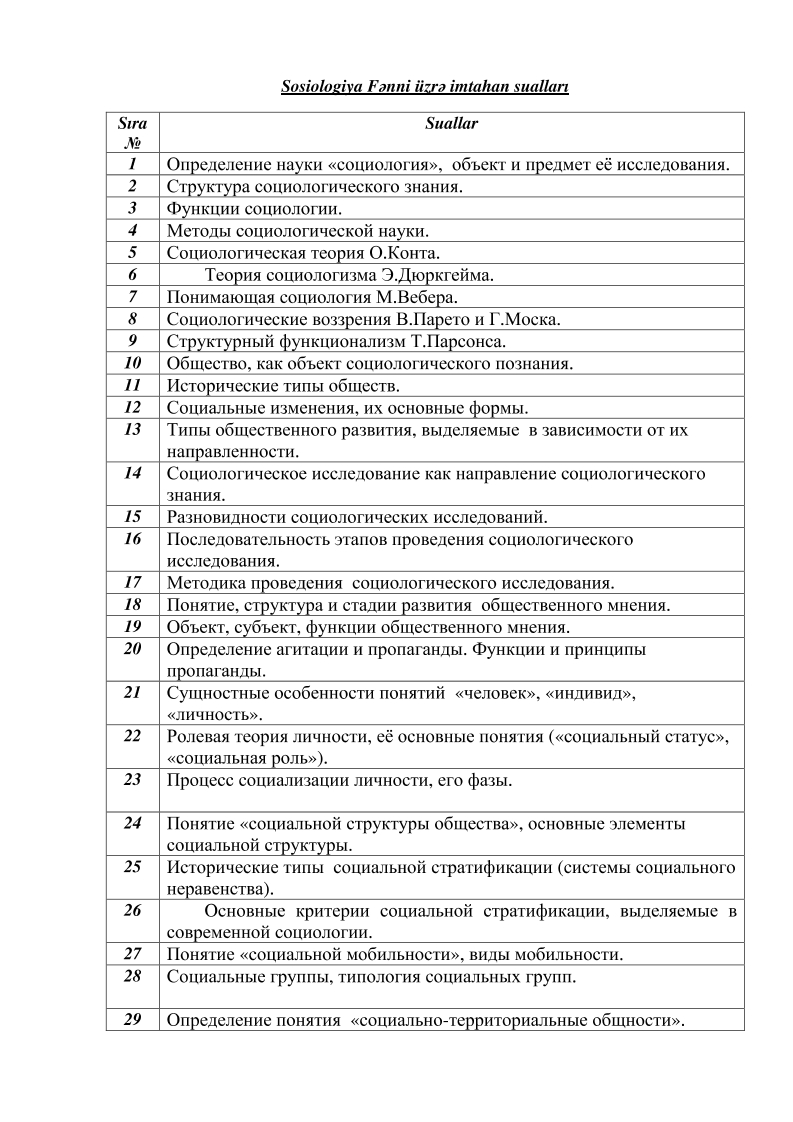 Sosiologiya Fənni üzrə imtahan sualları
Sıra № Suallar
1 Определение науки «социология», объект и предмет её исследования.
2 Структура социологического знания.
3 Функции социологии.
4 Методы социологической науки.
5 Социологическая теория О.Конта.
6 Теория социологизма Э.Дюркгейма.
7 Понимающая социология М.Вебера.
8 Социологические воззрения В.Парето и Г.Моска.
9 Структурный функционализм Т.Парсонса.
10 Общество, как объект социологического познания.
11 Исторические типы обществ.
12 Социальные изменения, их основные формы.
13 Типы общественного развития, выделяемые в зависимости от их
направленности.
14 Социологическое исследование как направление социологического
знания.
15 Разновидности социологических исследований.
16 Последовательность этапов проведения социологического
исследования.
17 Методика проведения социологического исследования.
18 Понятие, структура и стадии развития общественного мнения.
19 Объект, субъект, функции общественного мнения.
20 Определение агитации и пропаганды. Функции и принципы
пропаганды.
21 Сущностные особенности понятий «человек», «индивид»,
«личность».
22 Ролевая теория личности, её основные понятия («социальный статус»,
«социальная роль»).
23 Процесс социализации личности, его фазы.
24 Понятие «социальной структуры общества», основные элементы
социальной структуры.
25 Исторические типы социальной стратификации (системы социального
неравенства).
26 Основные критерии социальной стратификации, выделяемые в
современной социологии.
27 Понятие «социальной мобильности», виды мобильности.
28 Социальные группы, типология социальных групп.
29 Определение понятия «социально-территориальные общности».